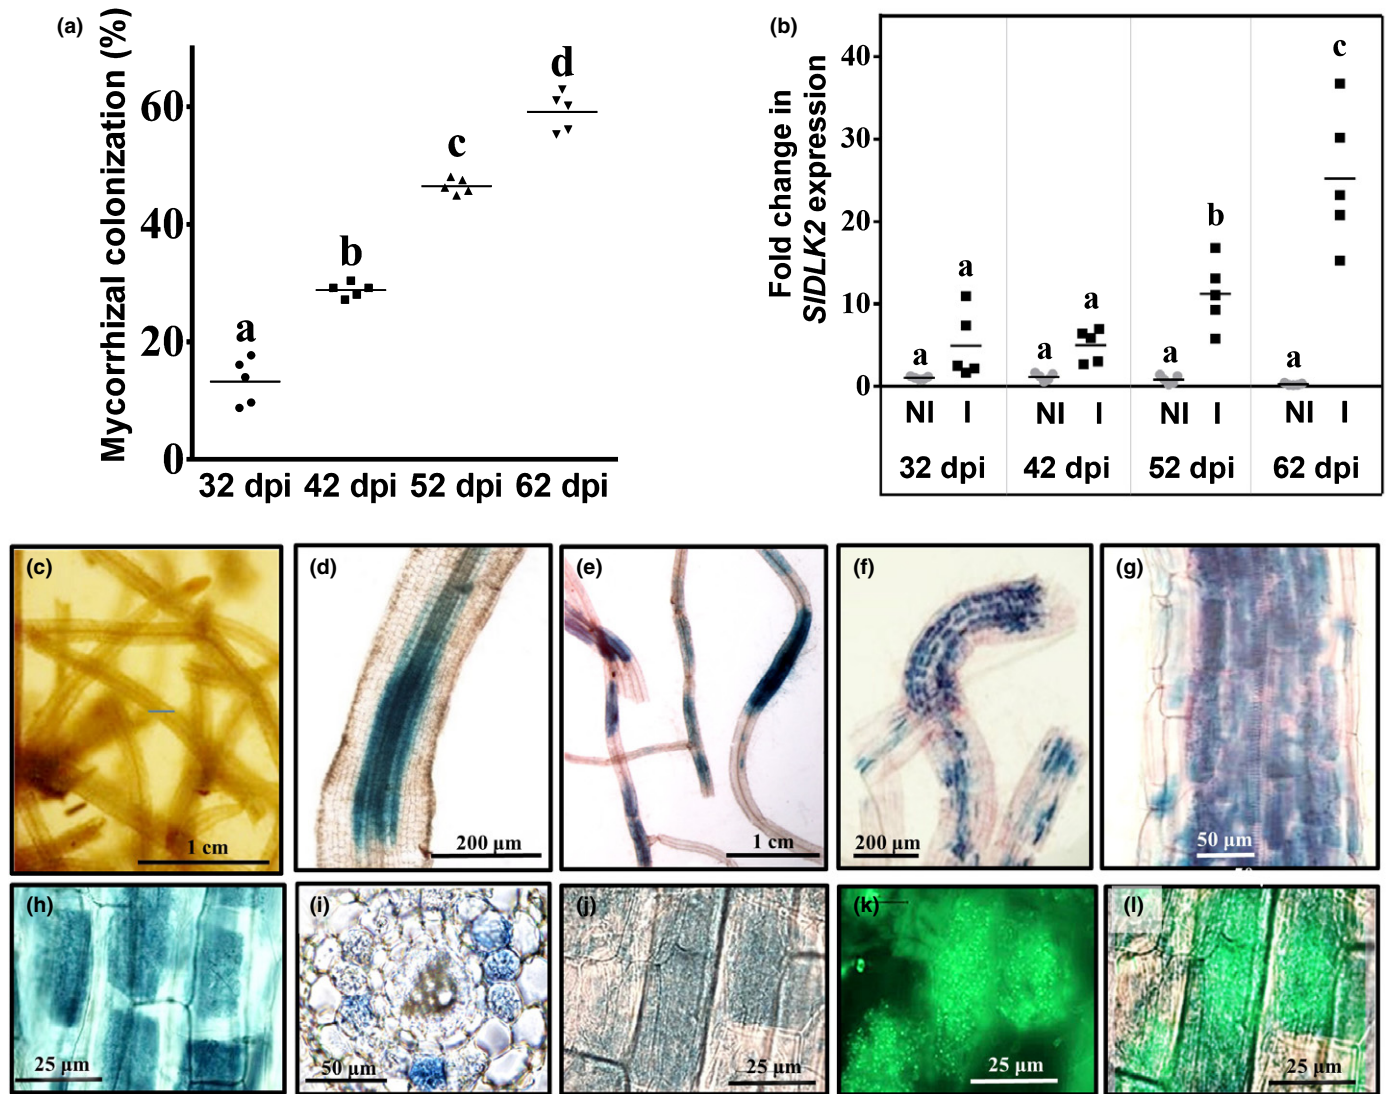 (a)
Mycorrhizal colonization (%)
60
40
20
0
a
b
c
d
32 dpi 42 dpi 52 dpi 62 dpi
(b)
Fold change in
SlDLK2 expression
40
30
20
10
0
a
a
a
a
a
b
a
c
NI I NI I NI I NI I
32 dpi 42 dpi 52 dpi 62 dpi
(c)
1 cm
(d)
200 µm
(e)
1 cm
(f)
200 µm
(g)
50 µm
(h)
25 µm
(i)
50 µm
(j)
25 µm
(k)
25 µm
(l)
25 µm